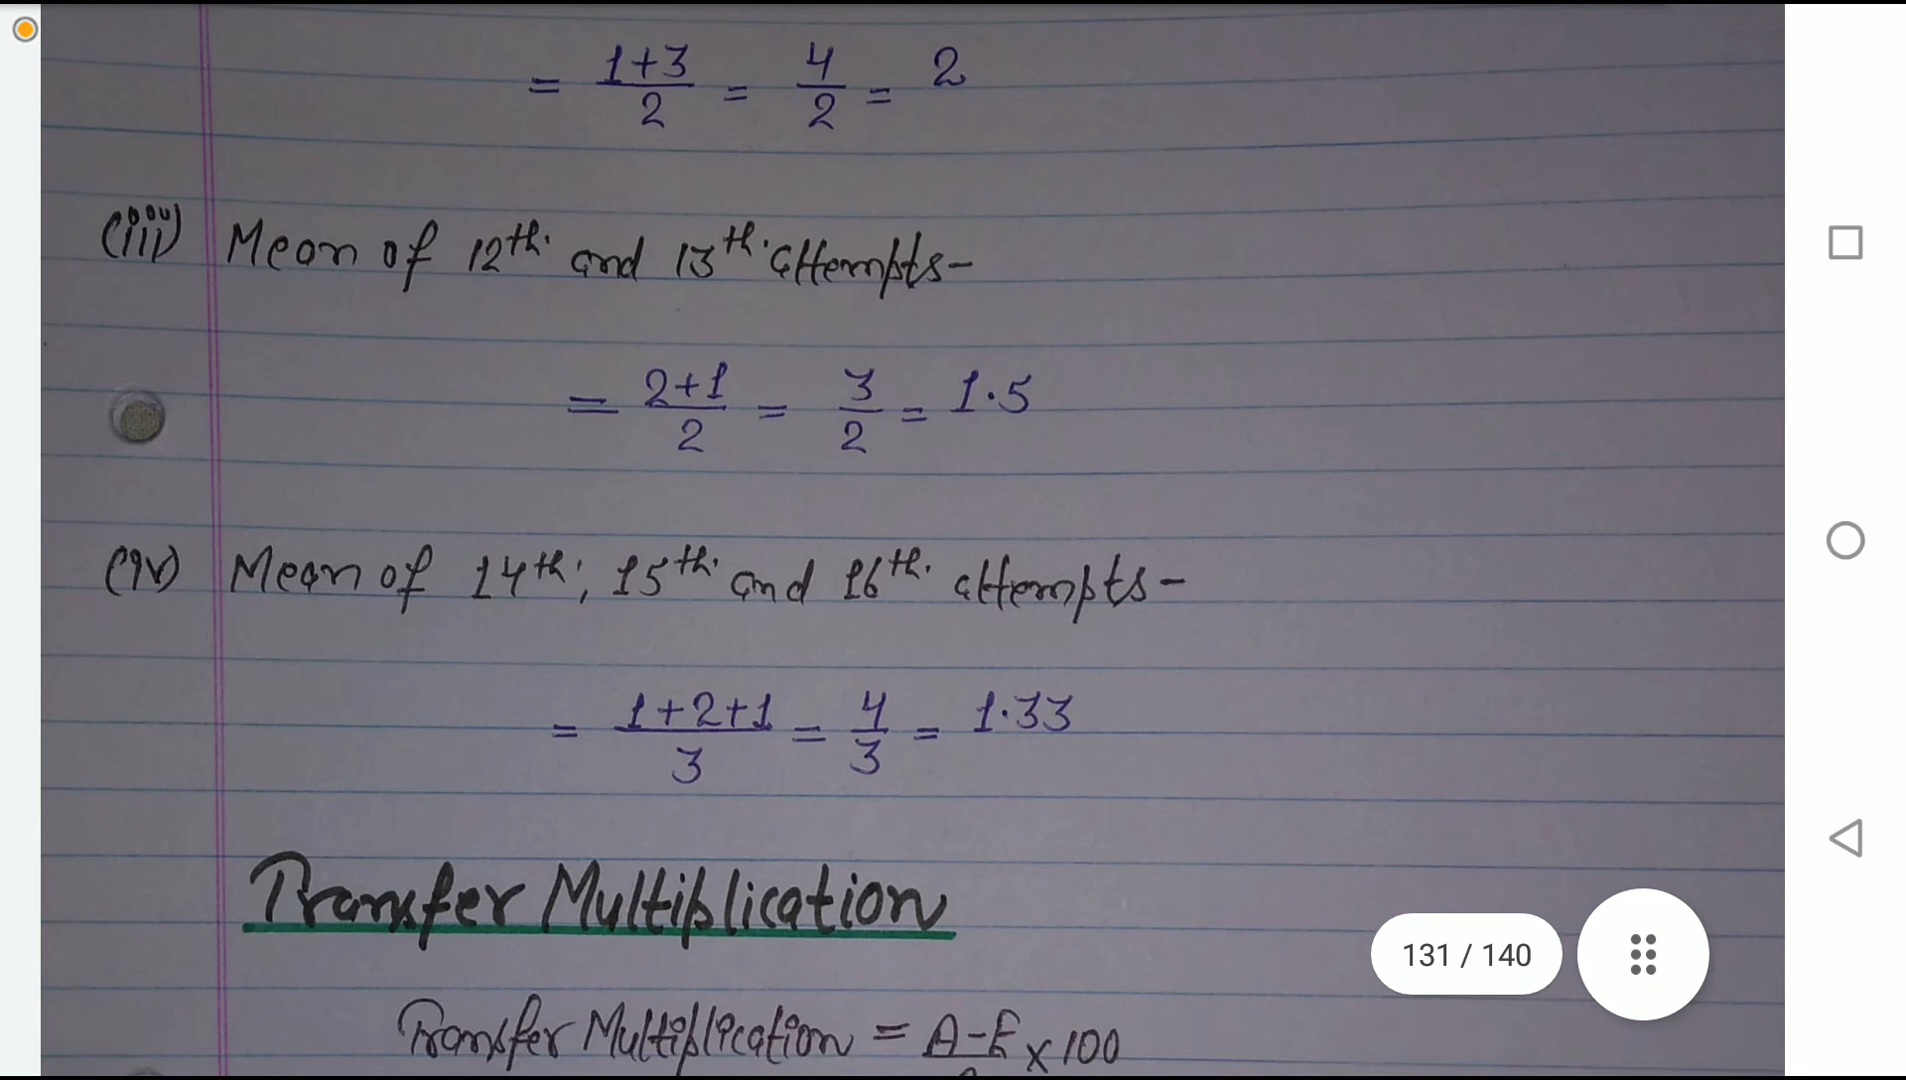 = 1+3/2 = 4/2 = 2
(iii) Mean of 12th. and 13th. attempts-
= 2+1/2 = 3/2 = 1.5
(iv) Mean of 14th., 15th. and 16th. attempts-
= 1+2+1/3 = 4/3 = 1.33
Transfer Multiplication
Transfer Multiplication = A-E × 100
131 / 140